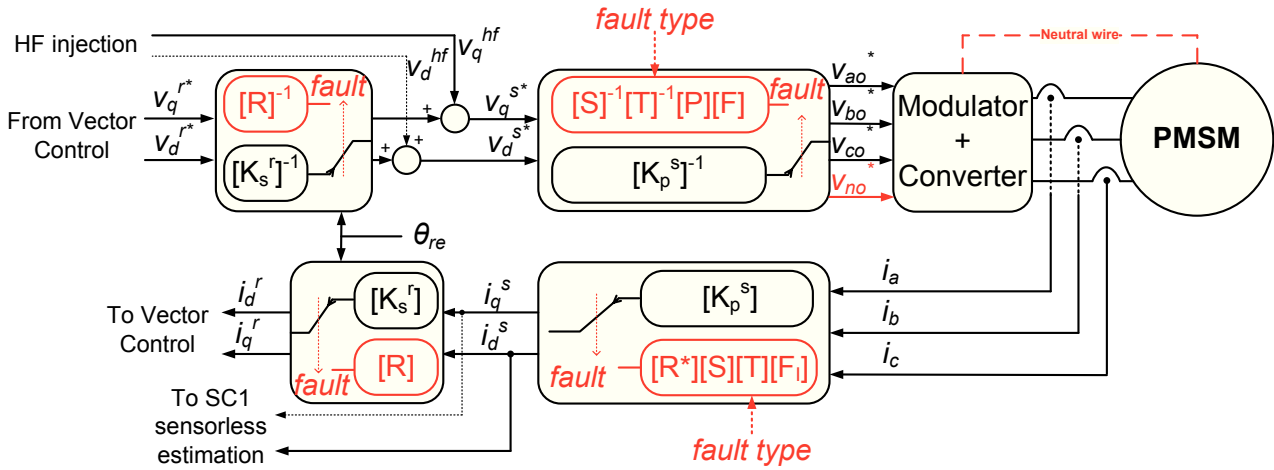 HF injection
v_q^hf
v_d^hf
fault type
v_q^r*
v_d^r*
From Vector
Control
[R]^-1
fault
[K_s^r]^-1
+
+
+
+
v_q^s*
v_d^s*
[S]^-1[T]^-1[P][F]
fault
[K_p^s]^-1
v_ao^*
v_bo^*
v_co^*
v_no^*
Modulator
+
Converter
Neutral wire
PMSM
θ_re
i_d^r
i_q^r
To Vector
Control
[K_s^r]
fault
[R]
i_q^s
i_d^s
[K_p^s]
fault
[R*][S][T][F_I]
fault type
i_a
i_b
i_c
To SC1
sensorless
estimation